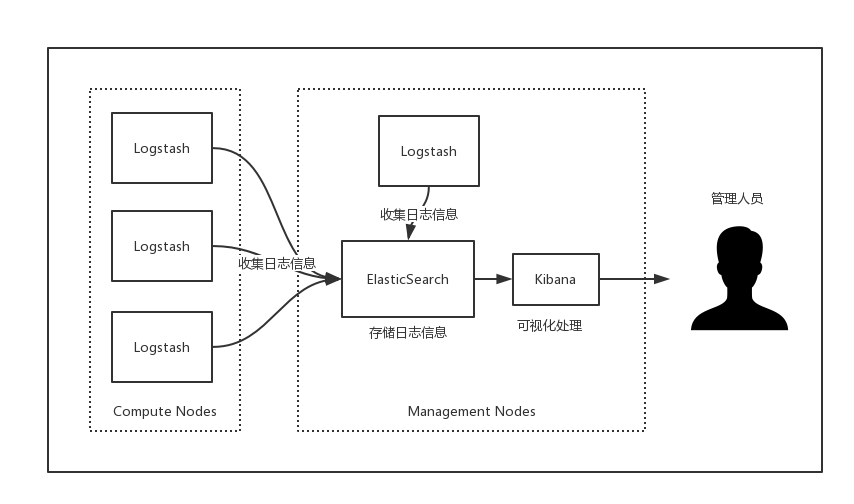 Logstash
Logstash
管理人员
收集日志信息
Logstash
收集日志信息
ElasticSearch
Kibana
存储日志信息
可视化处理
Logstash
Compute Nodes
Management Nodes